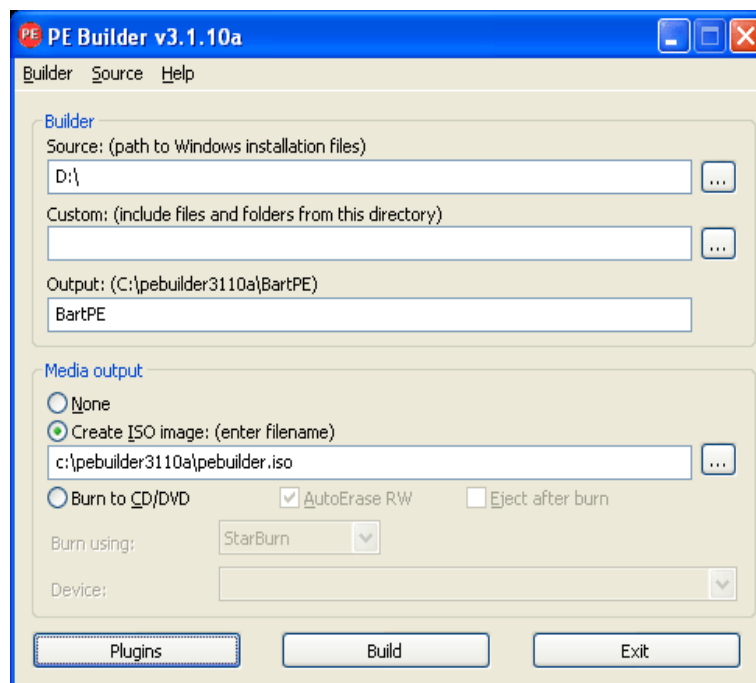 PE PE Builder v3.1.10a
Builder Source Help
Builder
Source: (path to Windows installation files)
D:\
...
Custom: (include files and folders from this directory)
...
Output: (C:\pebuilder3110a\BartPE)
BartPE
Media output
None
Create ISO image: (enter filename)
c:\pebuilder3110a\pebuilder.iso
...
Burn to CD/DVD AutoErase RW Eject after burn
Burn using: StarBurn
Device:
Plugins Build Exit